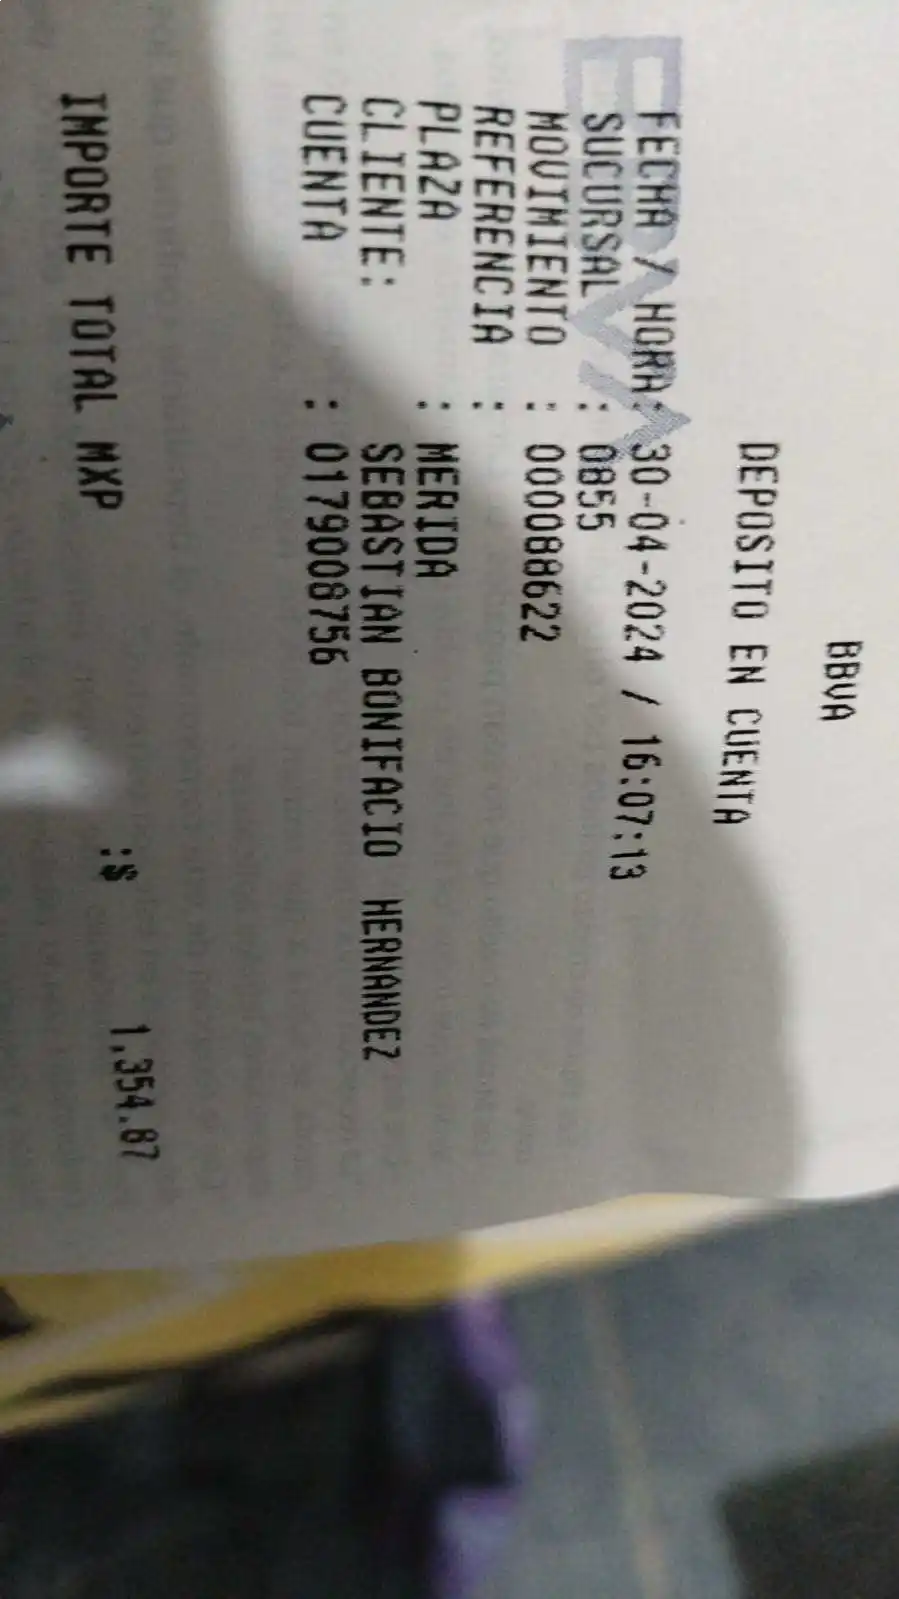 BBVA
DEPOSITO EN CUENTA
FECHA / HORA: 30-04-2024 / 16:07:13
SUCURSAL : 0855
MOVIMIENTO : 000088622
REFERENCIA :
PLAZA : MERIDA
CLIENTE: SEBASTIAN BONIFACIO HERNANDEZ
CUENTA : 0179008756
IMPORTE TOTAL MXP :$ 1,354.87
BBVA